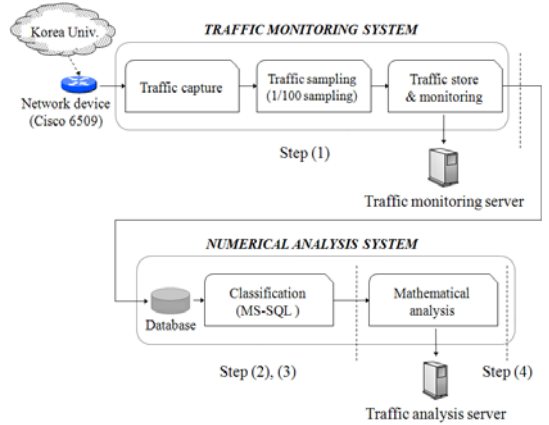 Korea Univ.
TRAFFIC MONITORING SYSTEM
Network device
(Cisco 6509)
Traffic capture
Traffic sampling
(1/100 sampling)
Traffic store
& monitoring
Step (1)
Traffic monitoring server
NUMERICAL ANALYSIS SYSTEM
Database
Classification
(MS-SQL )
Mathematical
analysis
Step (2), (3)
Step (4)
Traffic analysis server